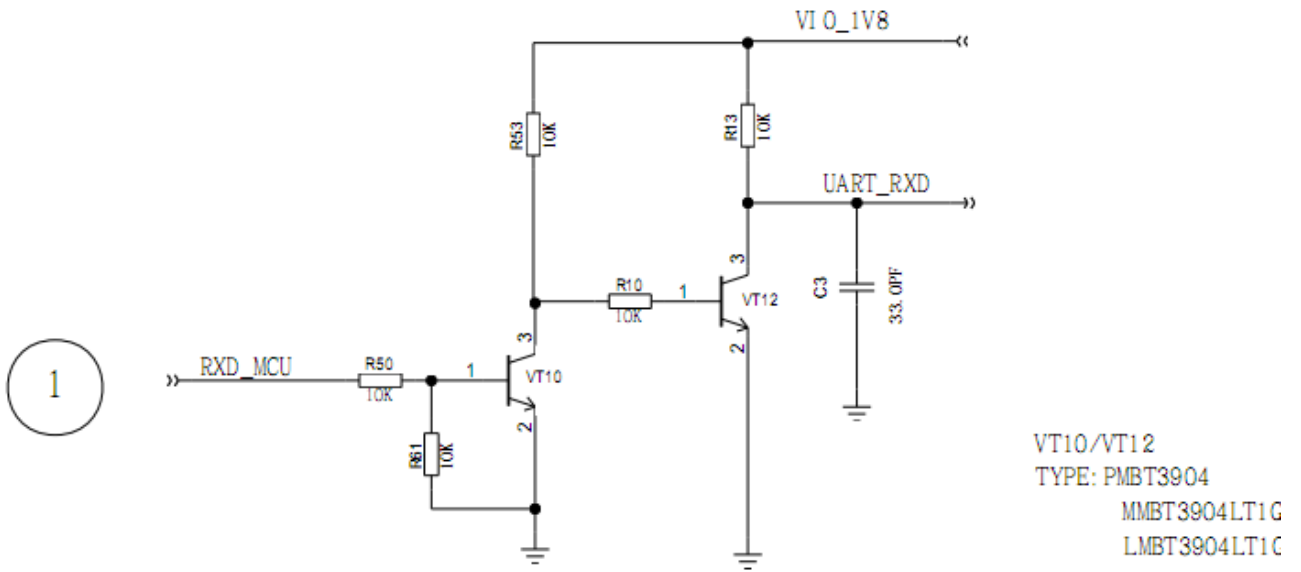 VIO_1V8
R53
10K
R13
10K
UART_RXD
3
R10
1
VT12
10K
C3
33.0PF
2
3
1
RXD_MCU
R50
1
VT10
10K
2
R61
10K
VT10/VT12
TYPE: PMBT3904
MMBT3904LT1G
LMBT3904LT1G